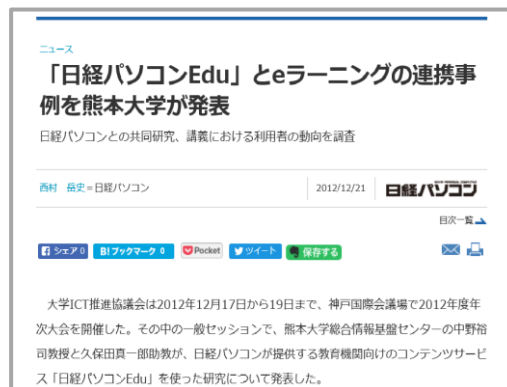 ニュース
「日経パソコンEdu」とeラーニングの連携事
例を熊本大学が発表
日経パソコンとの共同研究、講義における利用者の動向を調査
西村 岳史=日経パソコン
2012/12/21
日経パソコン
目次一覧
シェア 0
B! ブックマーク 0
Pocket
ツイート
保存する
大学ICT推進協議会は2012年12月17日から19日まで、神戸国際会議場で2012年度年
次大会を開催した。その中の一般セッションで、熊本大学総合情報基盤センターの中野裕
司教授と久保田真一郎助教が、日経パソコンが提供する教育機関向けのコンテンツサービ
ス「日経パソコンEdu」を使った研究について発表した。